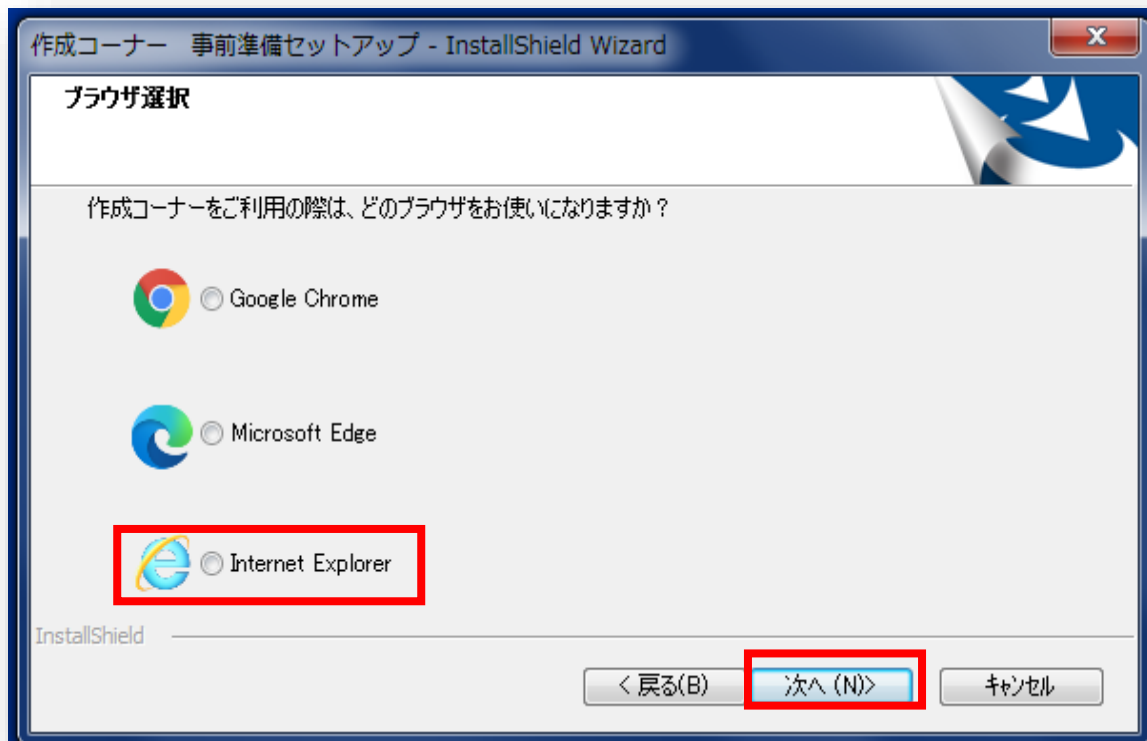 作成コーナー　事前準備セットアップ - InstallShield Wizard
ブラウザ選択
作成コーナーをご利用の際は、どのブラウザをお使いになりますか？
Google Chrome
Microsoft Edge
Internet Explorer
InstallShield
< 戻る(B)
次へ (N)>
キャンセル